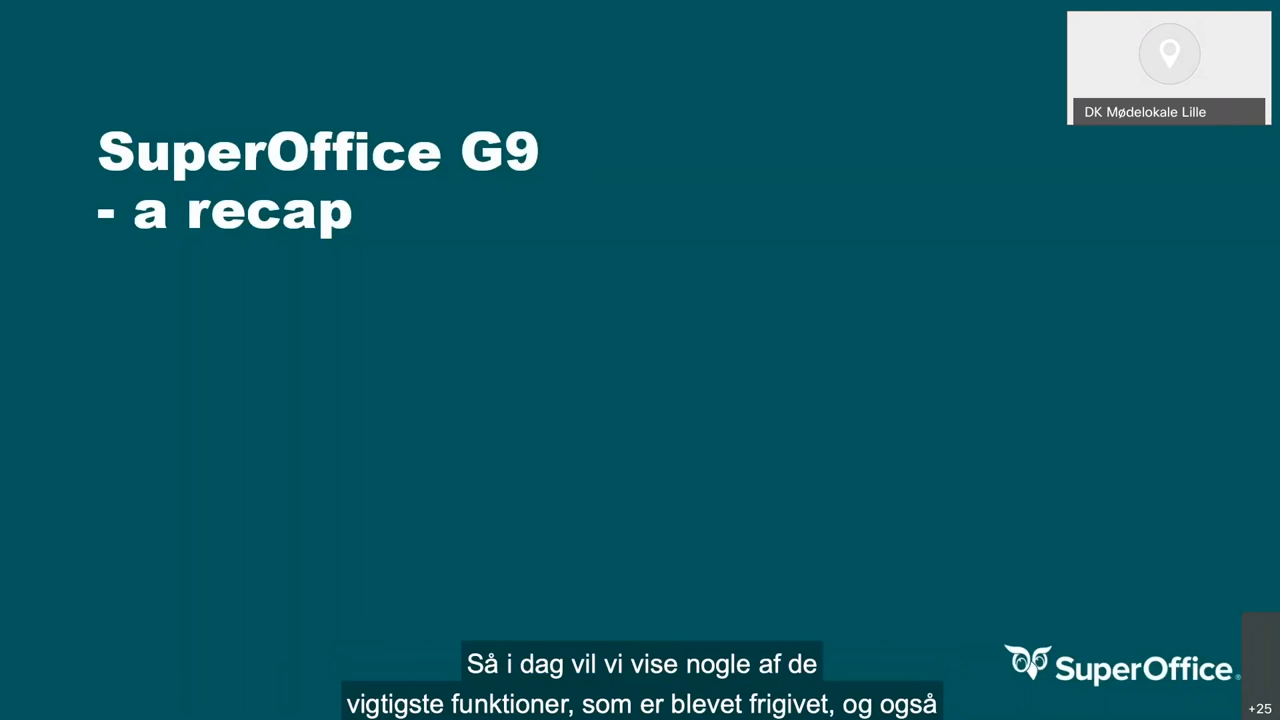 DK Mødelokale Lille
SuperOffice G9
- a recap
Så i dag vil vi vise nogle af de
vigtigste funktioner, som er blevet frigivet, og også
SuperOffice®
+25